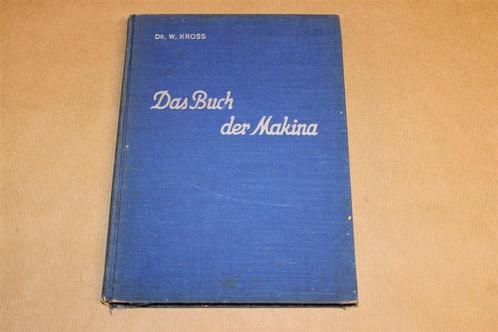 DR. W. KROSS
Das Buch
der Makina